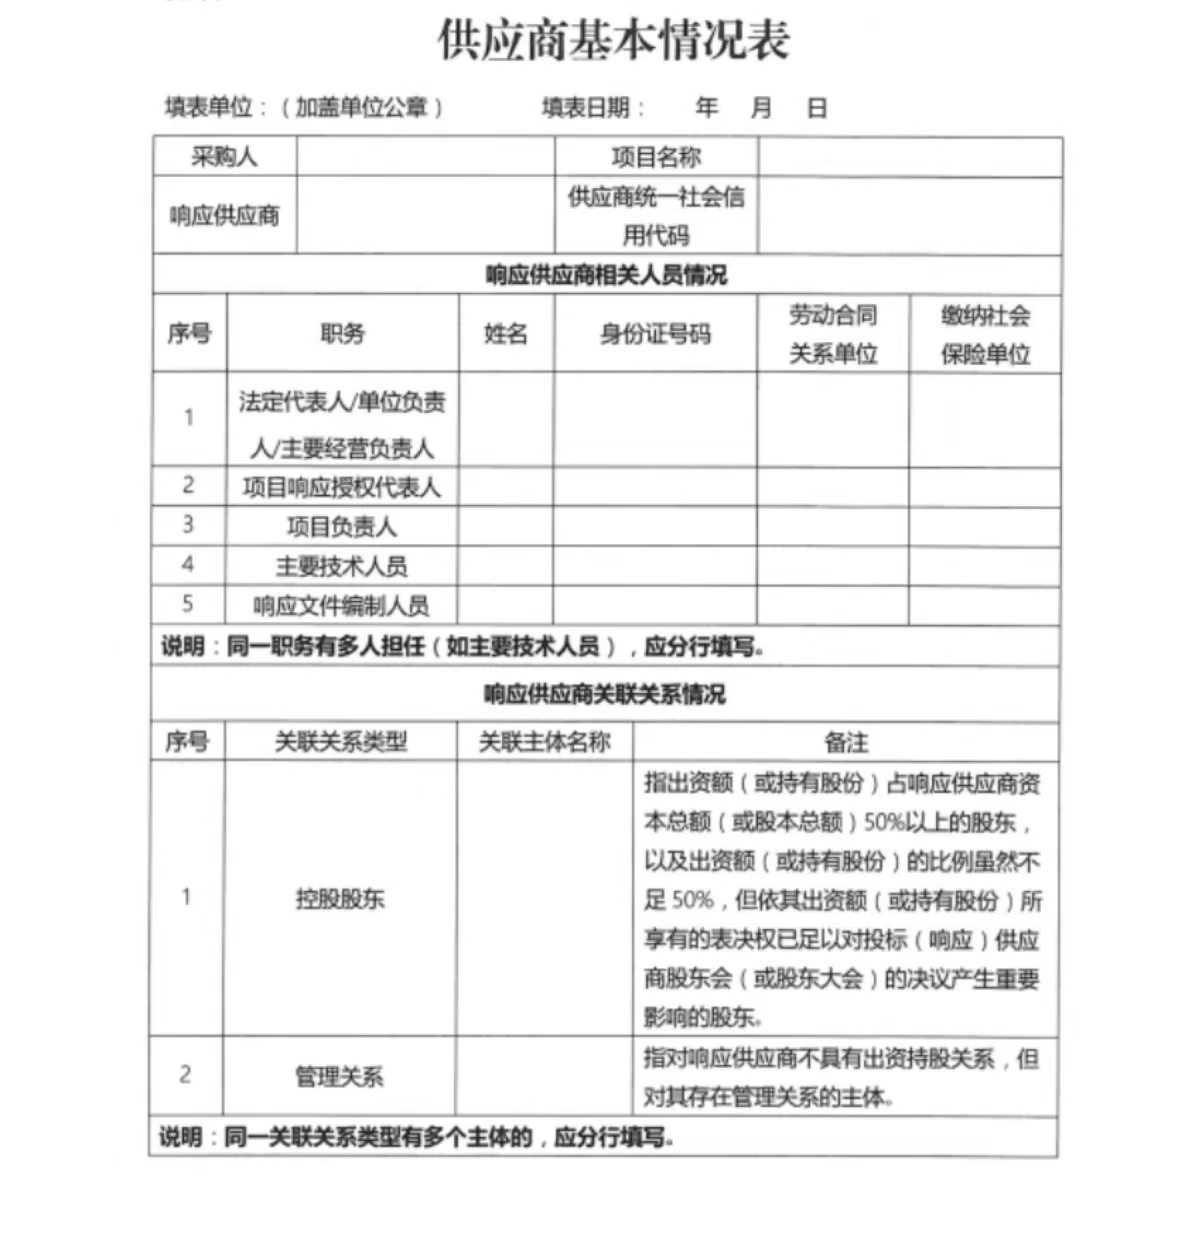 供应商基本情况表
填表单位：（加盖单位公章） 填表日期： 年 月 日
采购人 项目名称
响应供应商 供应商统一社会信
用代码
响应供应商相关人员情况
序号 职务 姓名 身份证号码 劳动合同
关系单位 缴纳社会
保险单位
1 法定代表人/单位负责
人/主要经营负责人
2 项目响应授权代表人
3 项目负责人
4 主要技术人员
5 响应文件编制人员
说明：同一职务有多人担任（如主要技术人员），应分行填写。
响应供应商关联关系情况
序号 关联关系类型 关联主体名称 备注
1 控股股东 指出资额（或持有股份）占响应供应商资
本总额（或股本总额）50%以上的股东，
以及出资额（或持有股份）的比例虽然不
足 50%，但依其出资额（或持有股份）所
享有的表决权已足以对投标（响应）供应
商股东会（或股东大会）的决议产生重要
影响的股东。
2 管理关系 指对响应供应商不具有出资持股关系，但
对其存在管理关系的主体。
说明：同一关联关系类型有多个主体的，应分行填写。